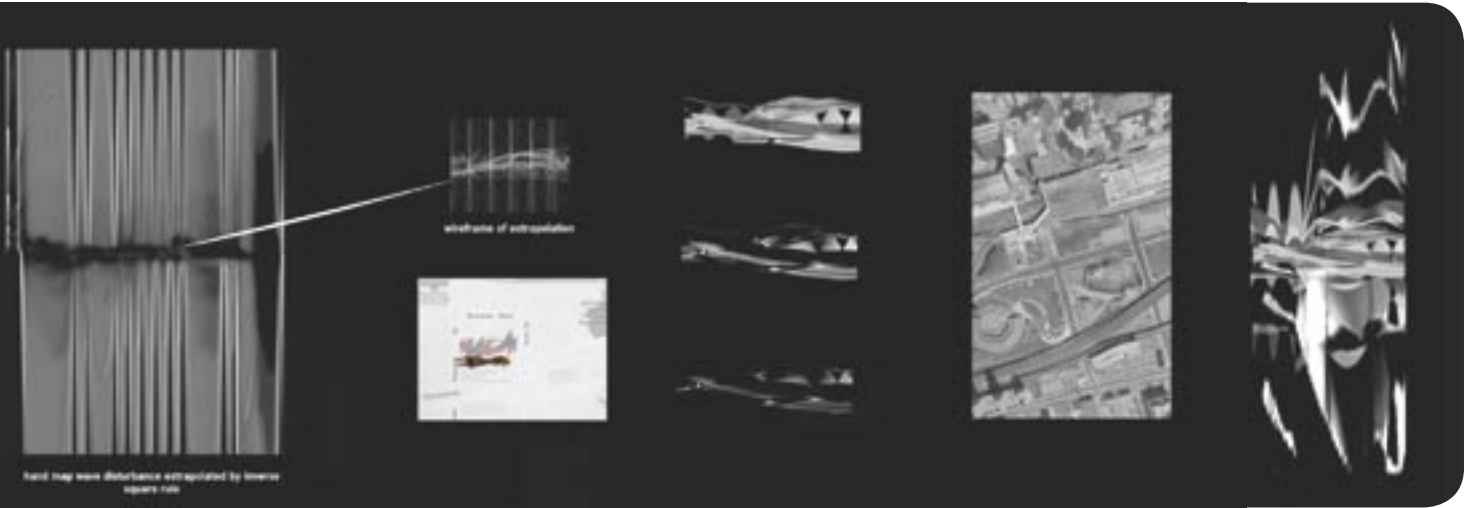 wireframe of extrapolation
hand map wave disturbance extrapolated by inverse
square rule